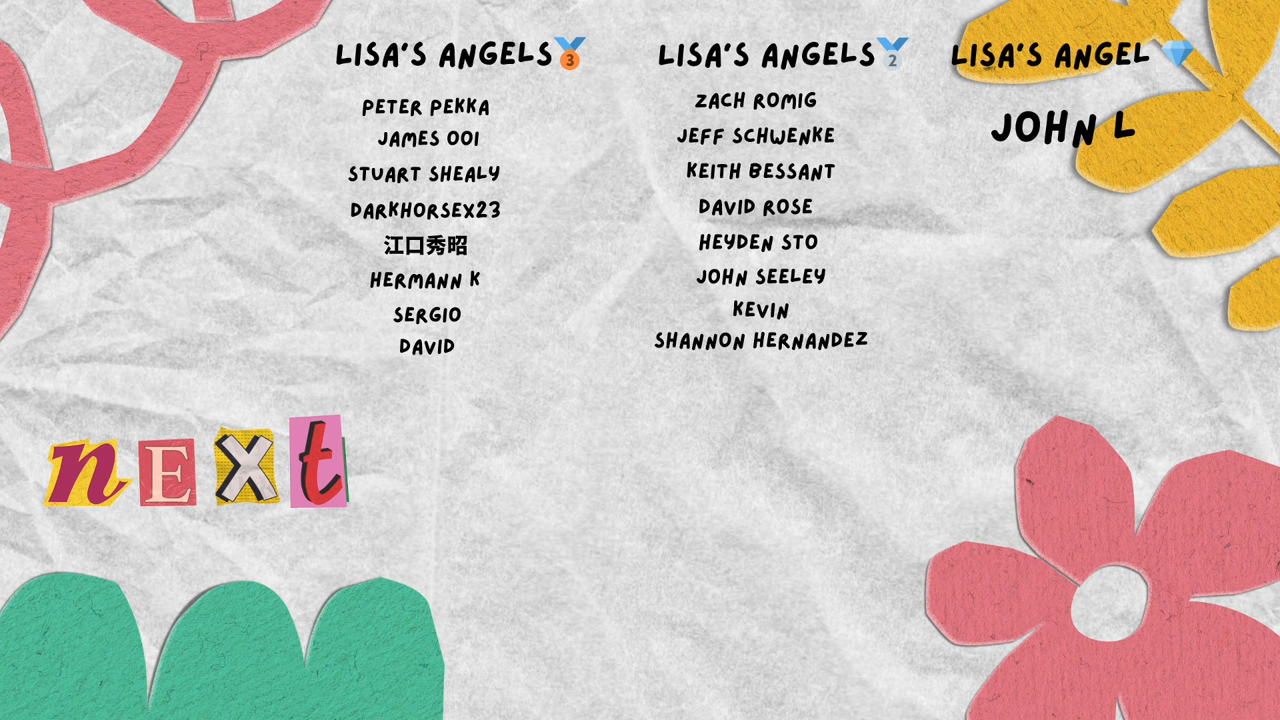 LISA'S ANGELS🥉
PETER PEKKA
JAMES OOI
STUART SHEALY
DARKHORSEX23
江口秀昭
HERMANN K
SERGIO
DAVID
LISA'S ANGELS🥈
ZACH ROMIG
JEFF SCHWENKE
KEITH BESSANT
DAVID ROSE
HEYDEN STO
JOHN SEELEY
KEVIN
SHANNON HERNANDEZ
LISA'S ANGEL 💎
JOHN L
nExt